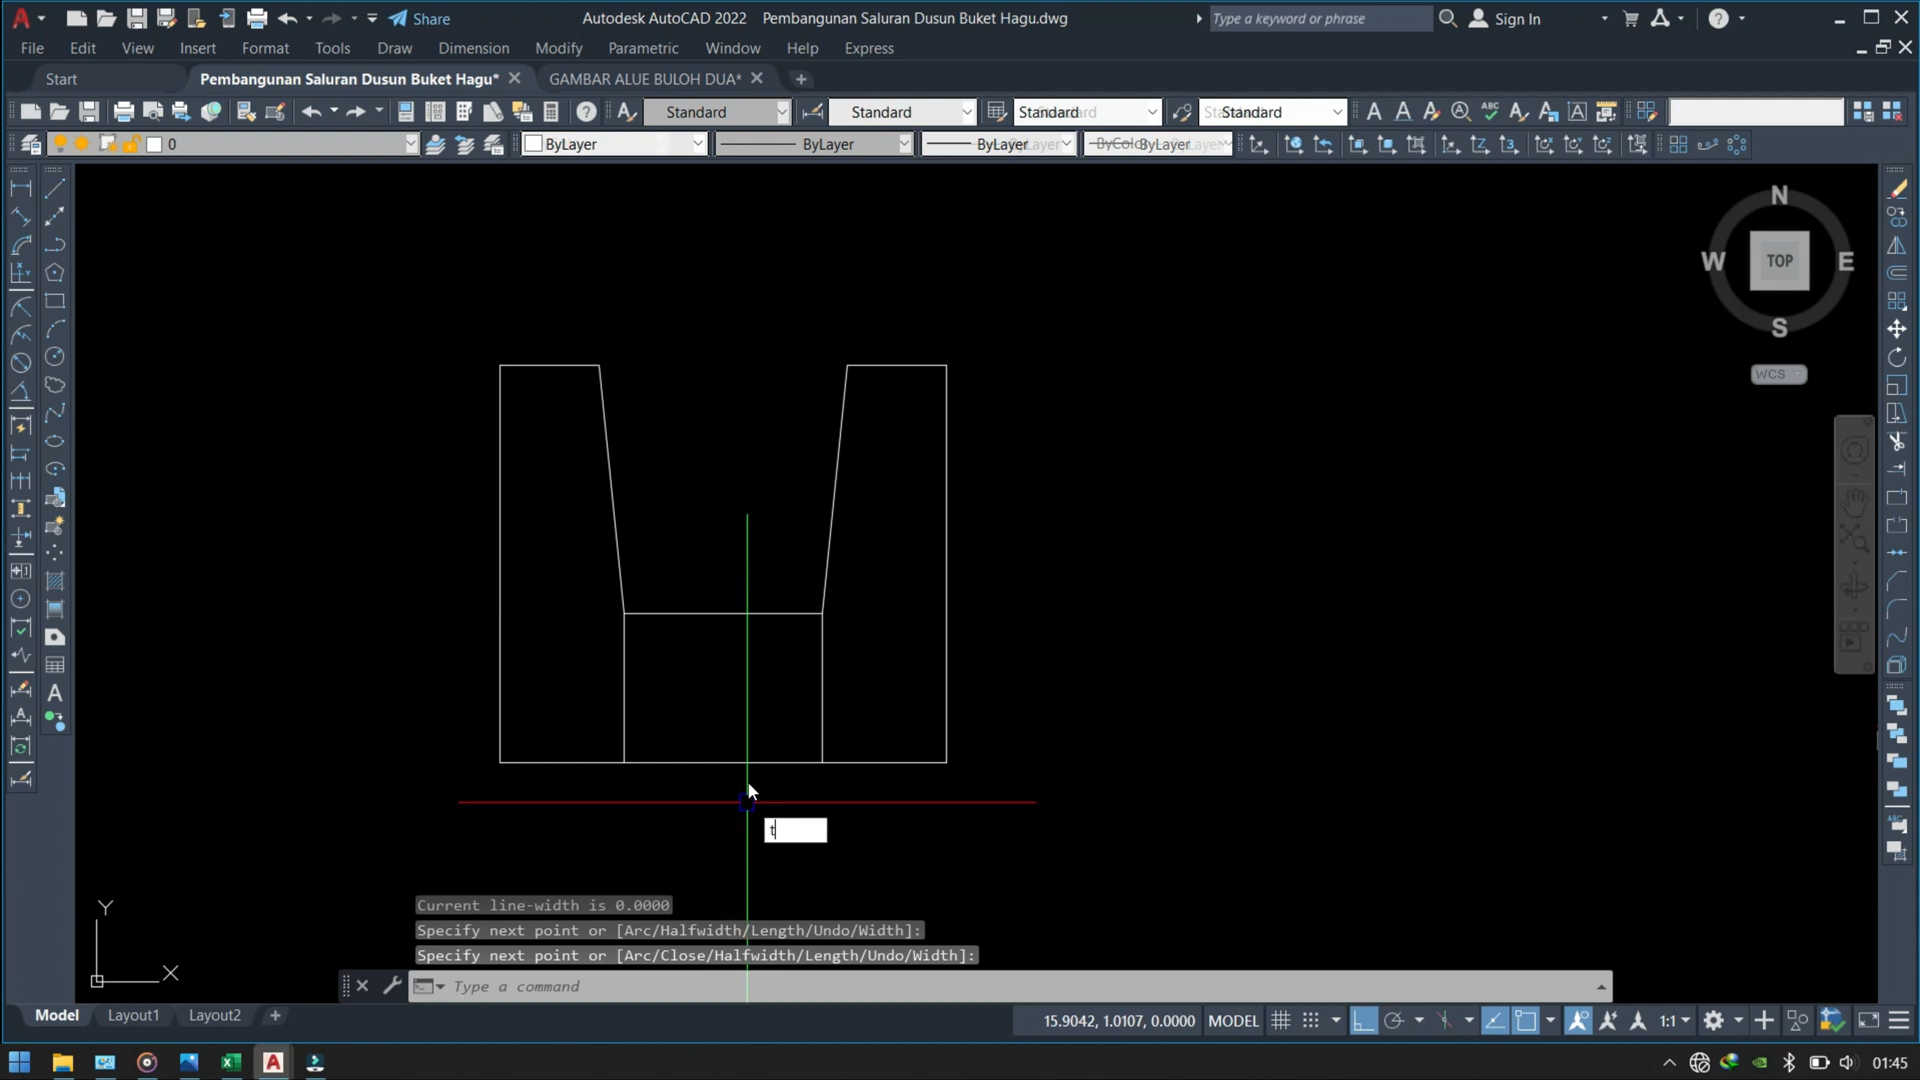 Share
Autodesk AutoCAD 2022 Pembangunan Saluran Dusun Buket Hagu.dwg
Type a keyword or phrase
Sign In
File Edit View Insert Format Tools Draw Dimension Modify Parametric Window Help Express
Start
Pembangunan Saluran Dusun Buket Hagu*
GAMBAR ALUE BULOH DUA*
Standard Standard Standard Standard
0 ByLayer ByLayer ByLayer ByLayer
N
W TOP E
S
WCS
t
Current line-width is 0.0000
Specify next point or [Arc/Halfwidth/Length/Undo/Width]:
Specify next point or [Arc/Close/Halfwidth/Length/Undo/Width]:
Y
X
Type a command
Model Layout1 Layout2
15.9042, 1.0107, 0.0000 MODEL 1:1
01:45